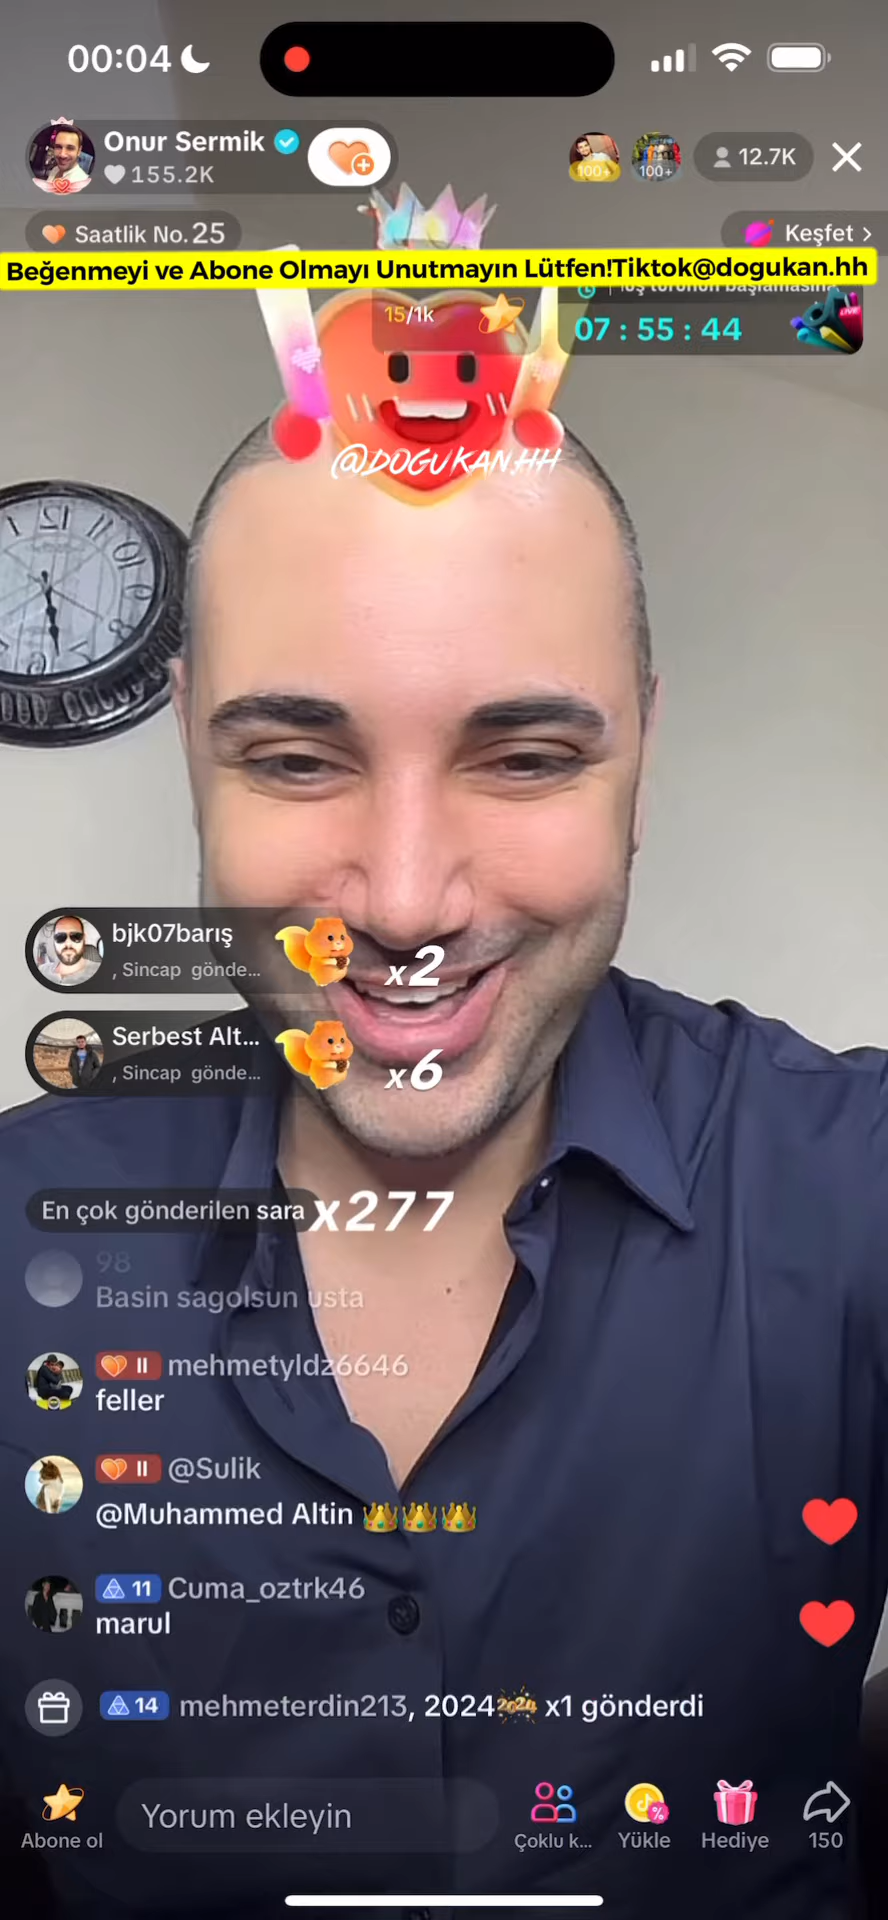 00:04
Onur Sermik
155.2K
100+
100+
12.7K
Saatlik No. 25
Keşfet >
Beğenmeyi ve Abone Olmayı Unutmayın Lütfen!Tiktok@dogukan.hh
15/1k
07 : 55 : 44
LIVE
@DOGUKAN.HH
bjk07barış
, Sincap gönde...
x2
Serbest Alt...
, Sincap gönde...
x6
En çok gönderilen sara
x277
98
Basin sagolsun usta
II mehmetyldz6646
feller
II @Sulik
@Muhammed Altin 👑👑👑
11 Cuma_oztrk46
marul
14 mehmeterdin213, 2024 x1 gönderdi
Yorum ekleyin
Abone ol
Çoklu k...
Yükle
Hediye
150